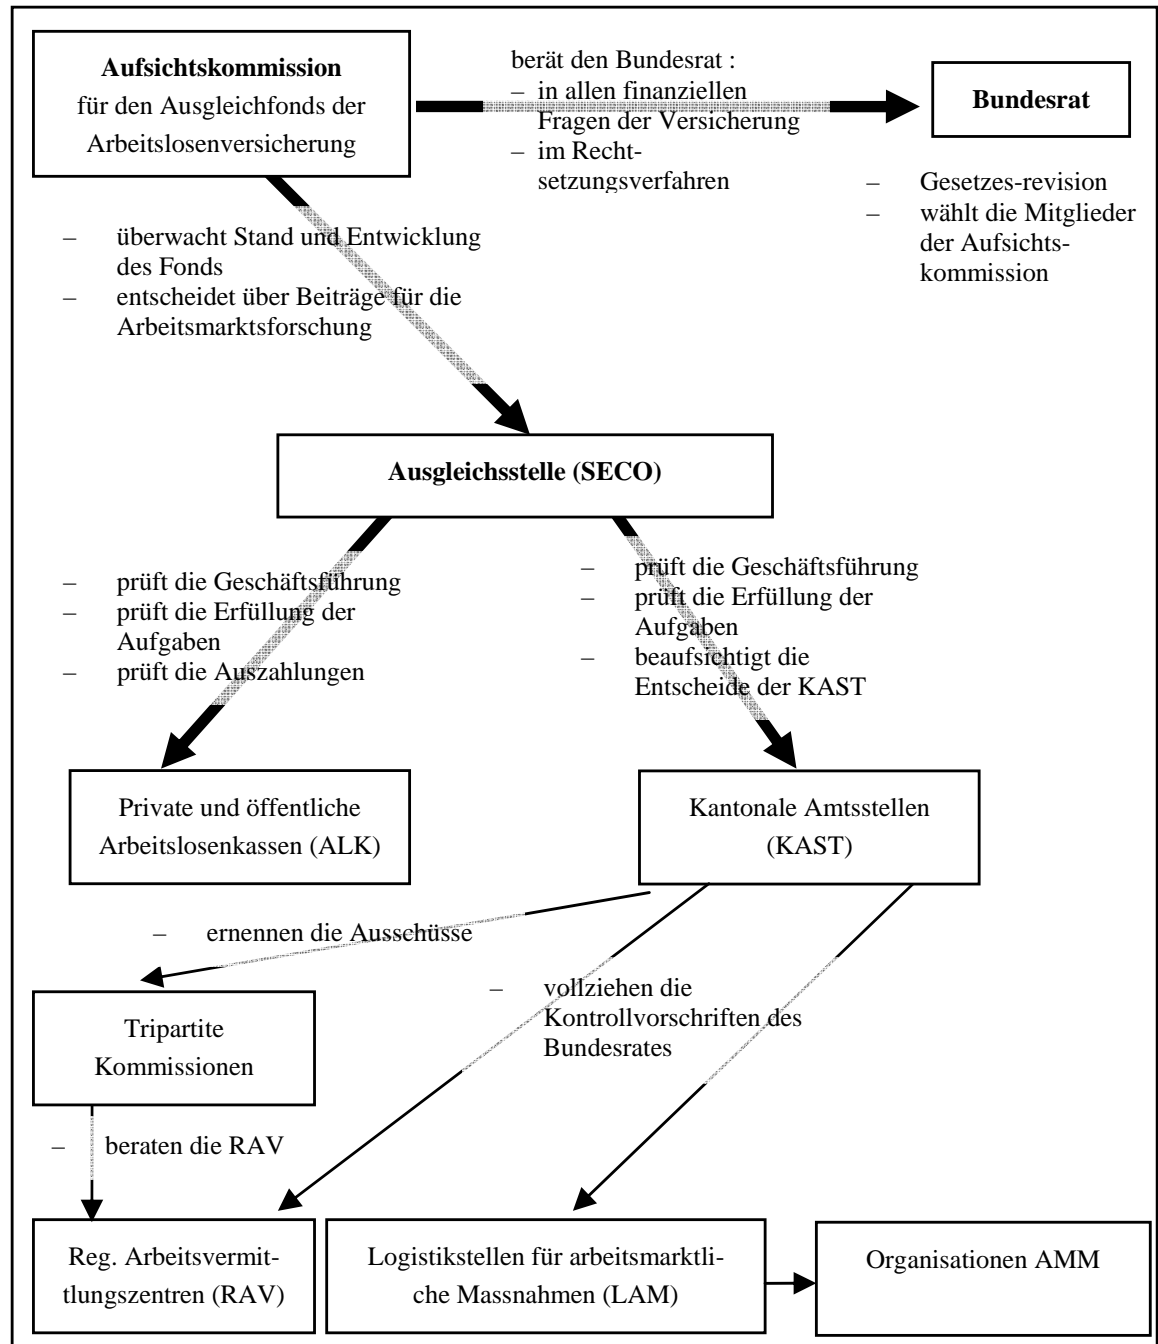 Aufsichtskommission
für den Ausgleichfonds der
Arbeitslosenversicherung
berät den Bundesrat :
– in allen finanziellen
Fragen der Versicherung
– im Recht-
setzungsverfahren
Bundesrat
– Gesetzes-revision
– wählt die Mitglieder
der Aufsichts-
kommission
– überwacht Stand und Entwicklung
des Fonds
– entscheidet über Beiträge für die
Arbeitsmarktsforschung
Ausgleichsstelle (SECO)
– prüft die Geschäftsführung
– prüft die Erfüllung der
Aufgaben
– prüft die Auszahlungen
– prüft die Geschäftsführung
– prüft die Erfüllung der
Aufgaben
– beaufsichtigt die
Entscheide der KAST
Private und öffentliche
Arbeitslosenkassen (ALK)
Kantonale Amtsstellen
(KAST)
– ernennen die Ausschüsse
– vollziehen die
Kontrollvorschriften des
Bundesrates
Tripartite
Kommissionen
– beraten die RAV
Reg. Arbeitsvermit-
tlungszentren (RAV)
Logistikstellen für arbeitsmarktli-
che Massnahmen (LAM)
Organisationen AMM